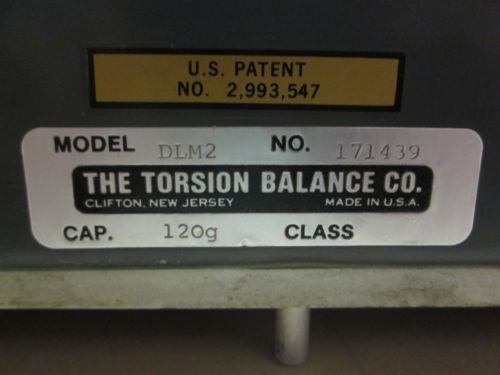 U.S. PATENT
NO. 2,993,547
MODEL DLM2 NO. 171439
THE TORSION BALANCE CO.
CLIFTON, NEW JERSEY MADE IN U.S.A.
CAP. 120g CLASS